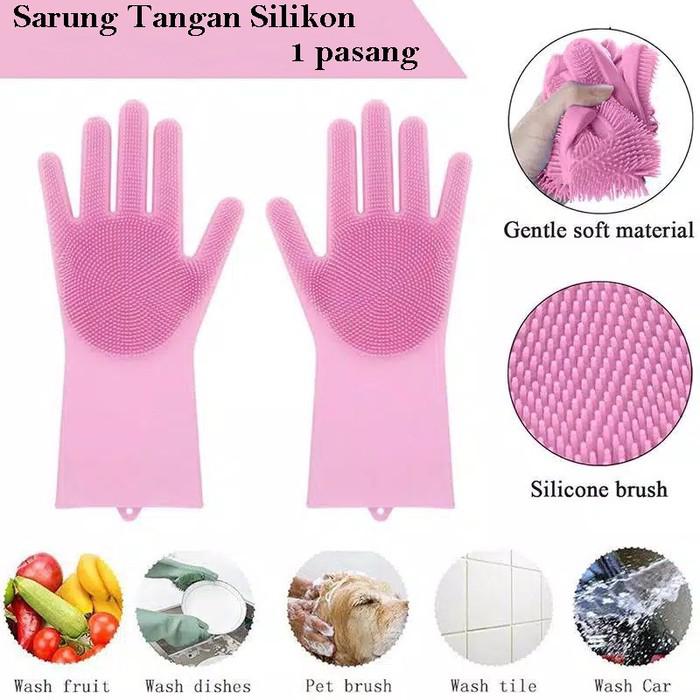 Sarung Tangan Silikon
1 pasang
Gentle soft material
Silicone brush
Wash fruit
Wash dishes
Pet brush
Wash tile
Wash Car